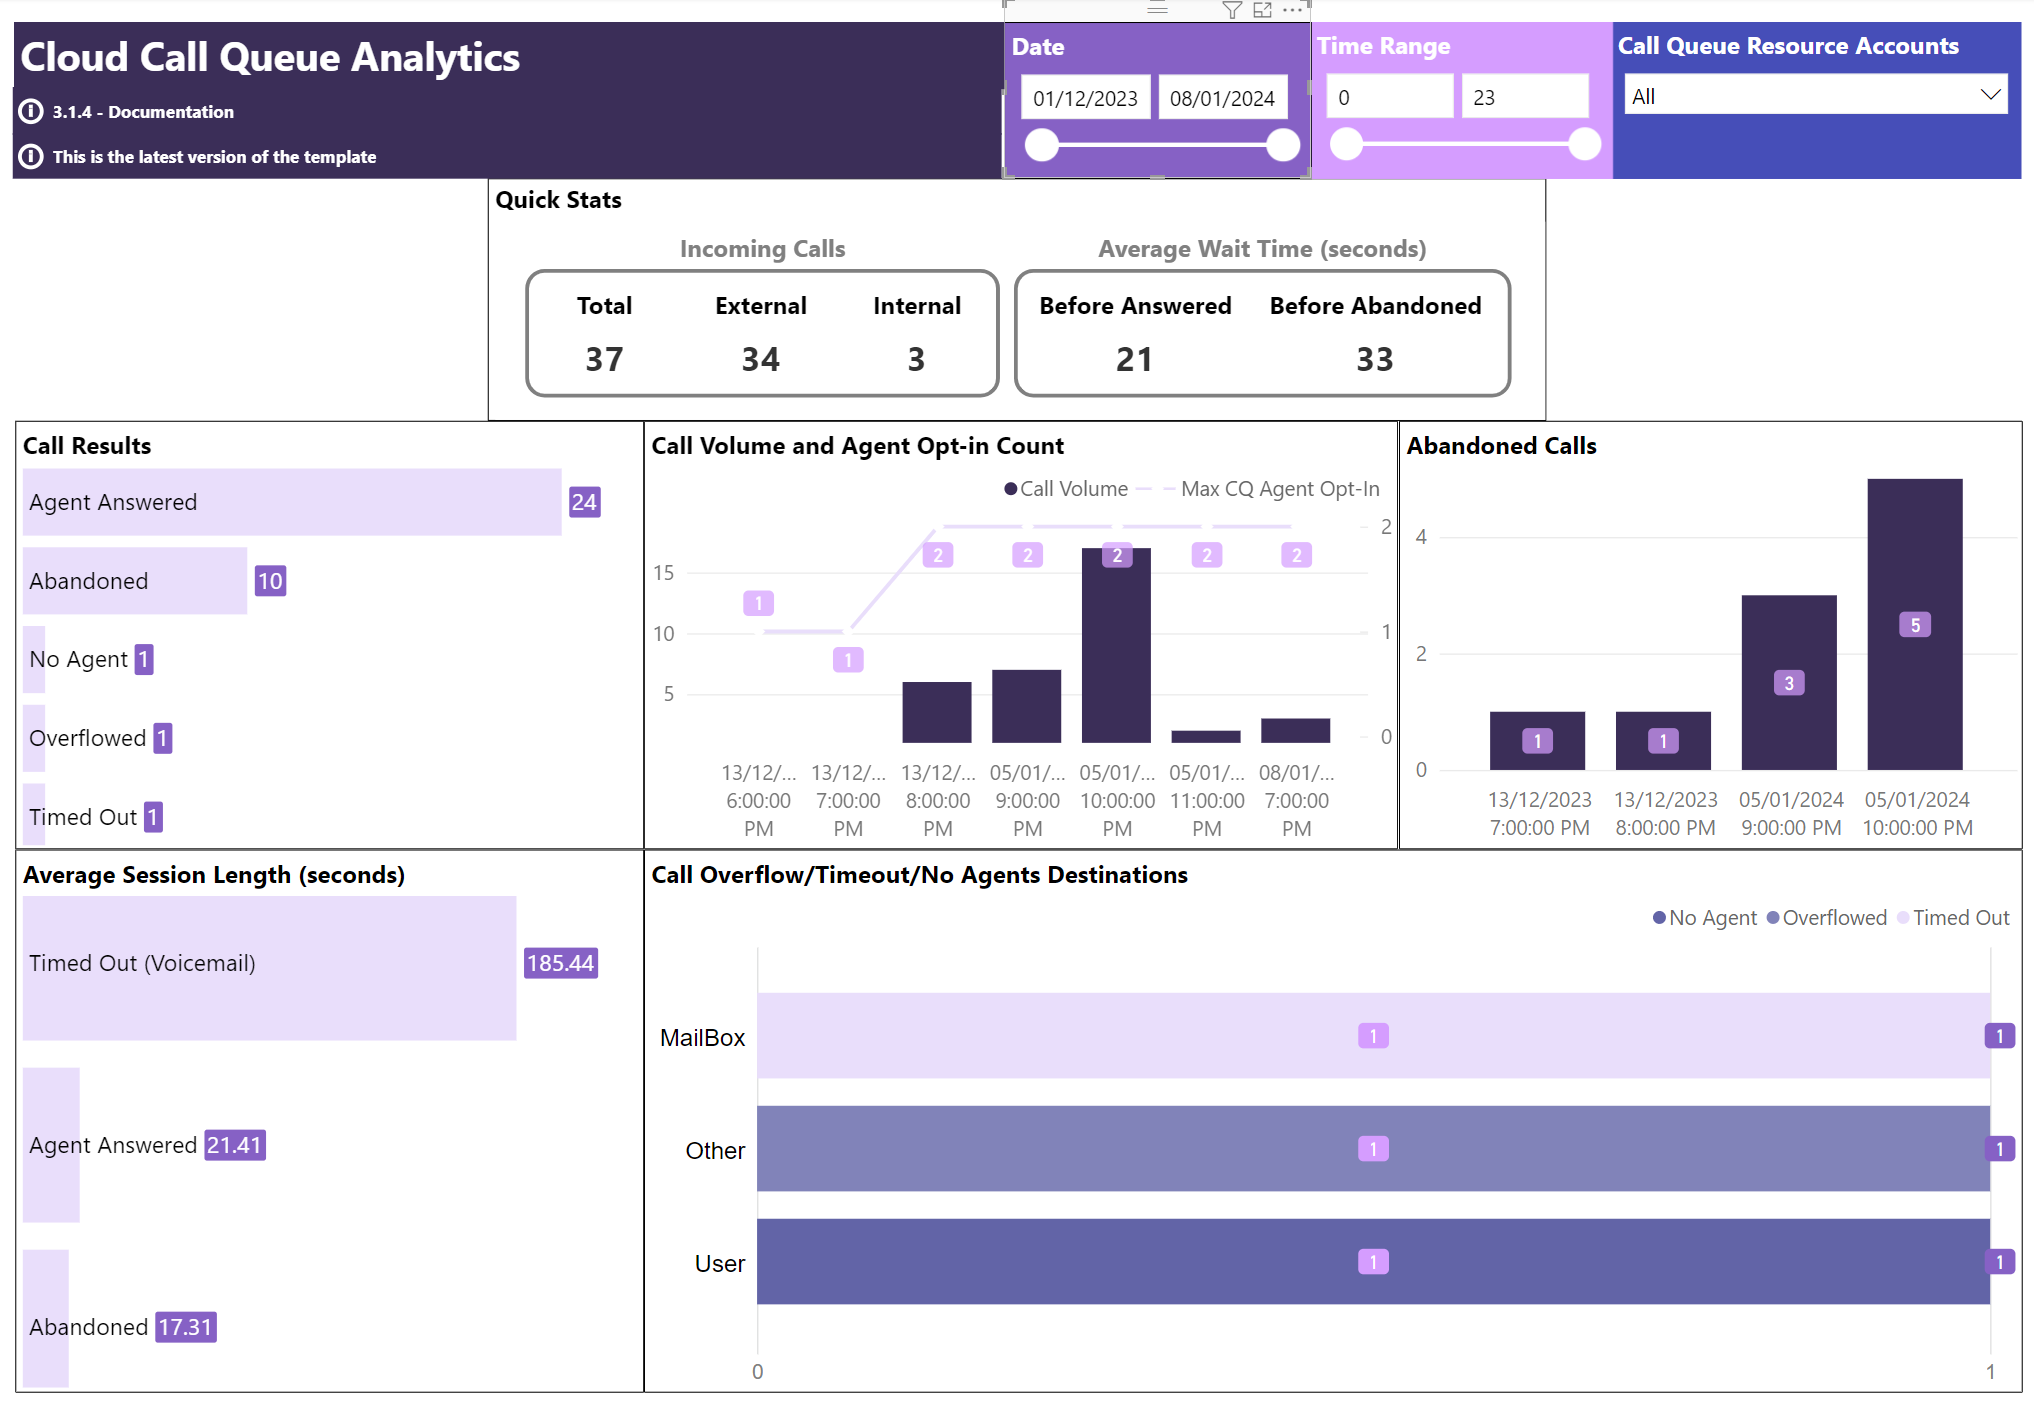 Cloud Call Queue Analytics
3.1.4 - Documentation
This is the latest version of the template
Date
01/12/2023 08/01/2024
Time Range
0 23
Call Queue Resource Accounts
All
Quick Stats
Incoming Calls
Total External Internal
37 34 3
Average Wait Time (seconds)
Before Answered Before Abandoned
21 33
Call Results
Agent Answered 24
Abandoned 10
No Agent 1
Overflowed 1
Timed Out 1
Call Volume and Agent Opt-in Count
Call Volume Max CQ Agent Opt-In
2
2 2 2 2 2
15
1
10 1
1
5
0
13/12/... 13/12/... 13/12/... 05/01/... 05/01/... 05/01/... 08/01/...
6:00:00 7:00:00 8:00:00 9:00:00 10:00:00 11:00:00 7:00:00
PM PM PM PM PM PM PM
Abandoned Calls
4
5
2
3
1 1
0
13/12/2023 13/12/2023 05/01/2024 05/01/2024
7:00:00 PM 8:00:00 PM 9:00:00 PM 10:00:00 PM
Average Session Length (seconds)
Timed Out (Voicemail) 185.44
Agent Answered 21.41
Abandoned 17.31
Call Overflow/Timeout/No Agents Destinations
No Agent Overflowed Timed Out
MailBox 1 1
Other 1 1
User 1 1
0 1